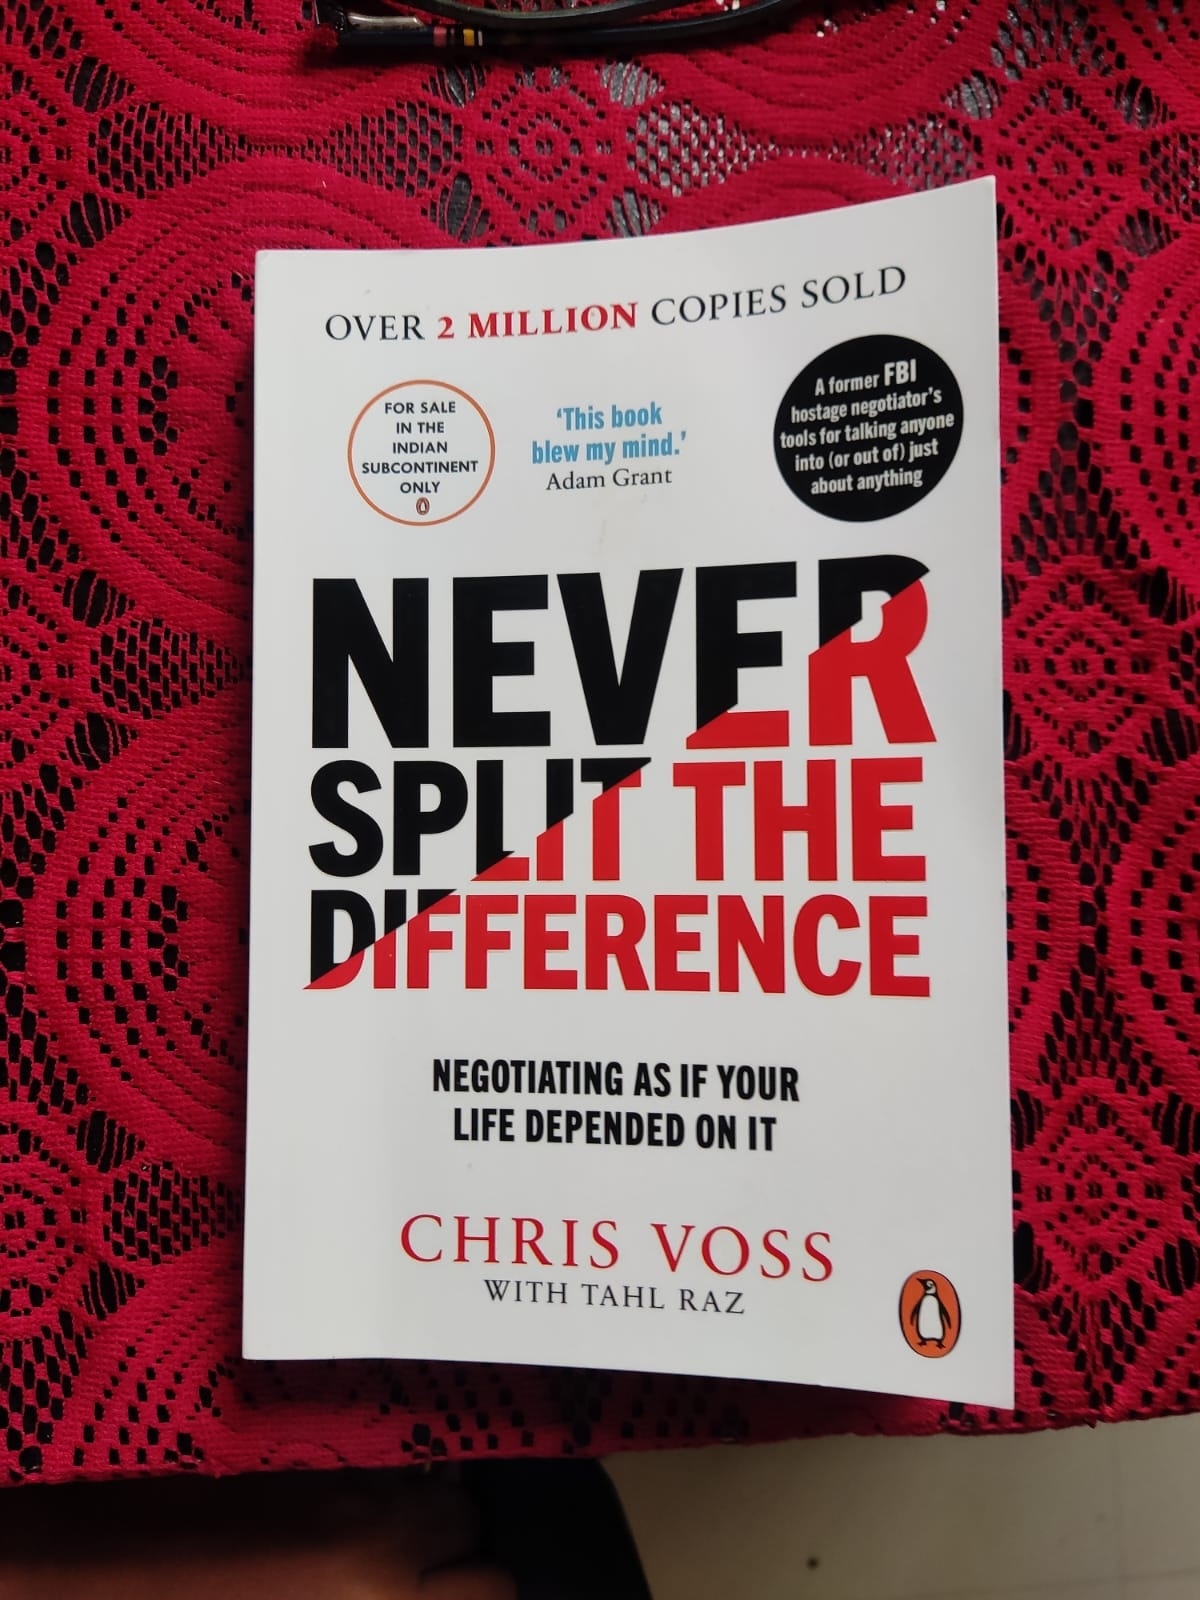 OVER 2 MILLION COPIES SOLD
FOR SALE
IN THE
INDIAN
SUBCONTINENT
ONLY
‘This book
blew my mind.’
Adam Grant
A former FBI
hostage negotiator’s
tools for talking anyone
into (or out of) just
about anything
NEVER
SPLIT THE
DIFFERENCE
NEGOTIATING AS IF YOUR
LIFE DEPENDED ON IT
CHRIS VOSS
WITH TAHL RAZ